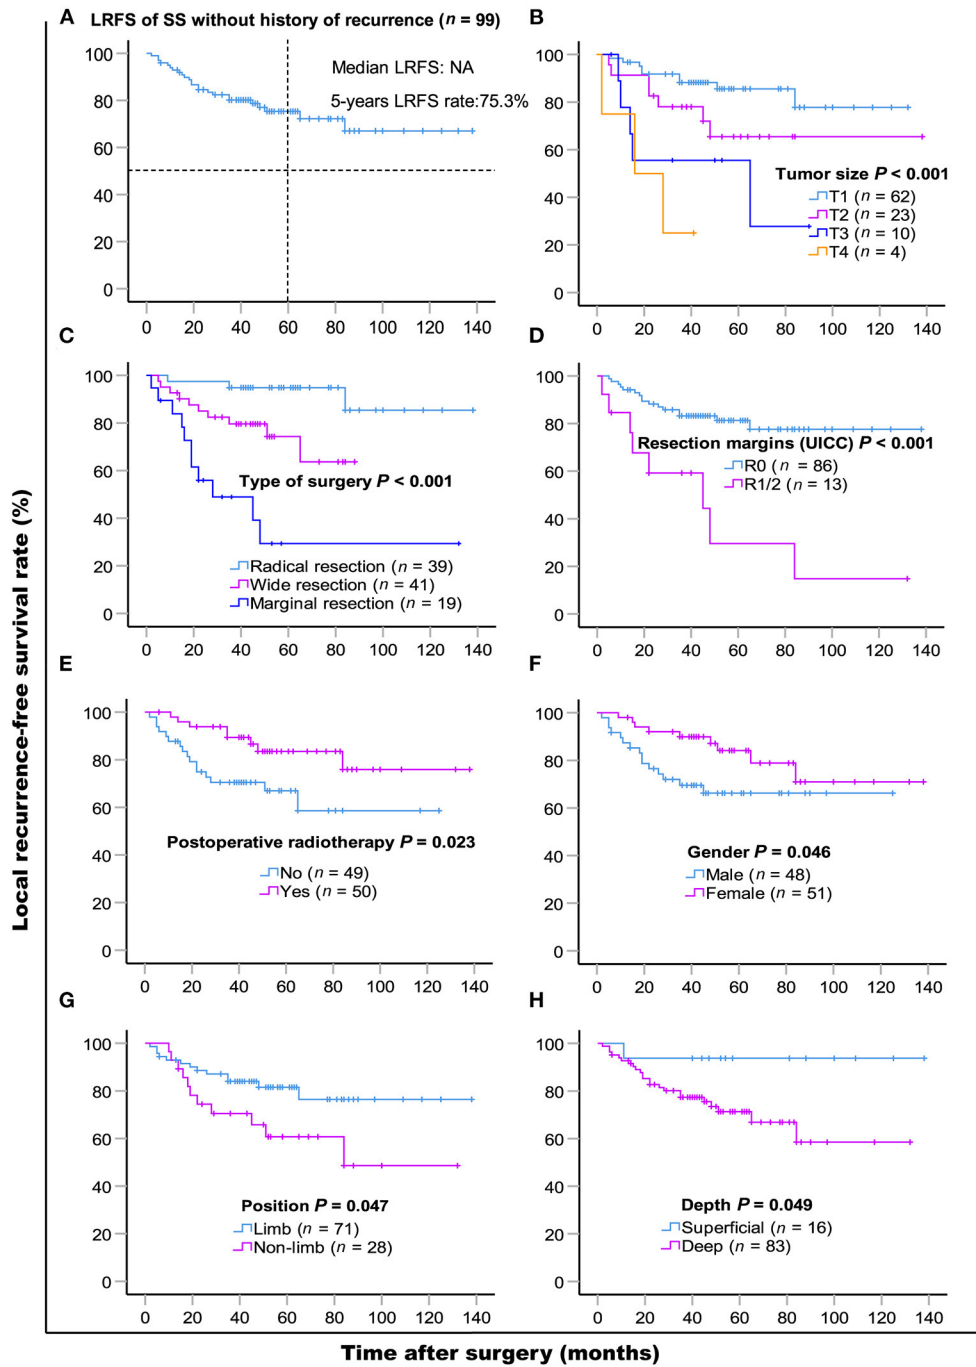 A LRFS of SS without history of recurrence (n = 99)
Median LRFS: NA
5-years LRFS rate:75.3%
100
80
60
40
20
0
0 20 40 60 80 100 120 140
B
100
80
60
40
20
0
Tumor size P < 0.001
T1 (n = 62)
T2 (n = 23)
T3 (n = 10)
T4 (n = 4)
0 20 40 60 80 100 120 140
C
100
80
60
40
20
0
Type of surgery P < 0.001
Radical resection (n = 39)
Wide resection (n = 41)
Marginal resection (n = 19)
0 20 40 60 80 100 120 140
D
100
80
60
40
20
0
Resection margins (UICC) P < 0.001
R0 (n = 86)
R1/2 (n = 13)
0 20 40 60 80 100 120 140
E
100
80
60
40
20
0
Postoperative radiotherapy P = 0.023
No (n = 49)
Yes (n = 50)
0 20 40 60 80 100 120 140
F
100
80
60
40
20
0
Gender P = 0.046
Male (n = 48)
Female (n = 51)
0 20 40 60 80 100 120 140
G
100
80
60
40
20
0
Position P = 0.047
Limb (n = 71)
Non-limb (n = 28)
0 20 40 60 80 100 120 140
H
100
80
60
40
20
0
Depth P = 0.049
Superficial (n = 16)
Deep (n = 83)
0 20 40 60 80 100 120 140
Local recurrence-free survival rate (%)
Time after surgery (months)